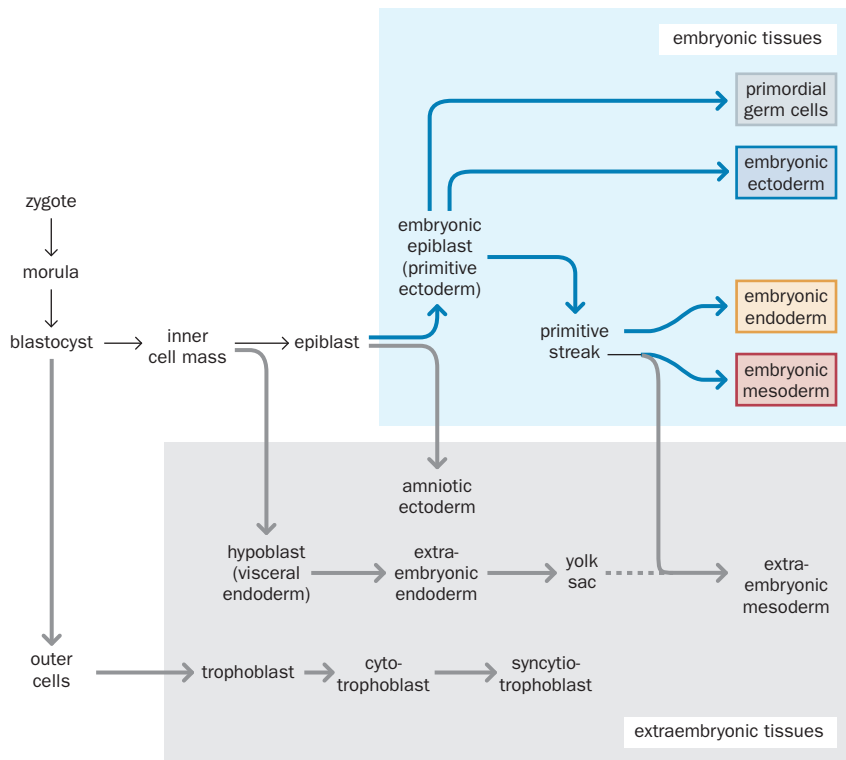 embryonic tissues
primordial
germ cells
embryonic
ectoderm
zygote
embryonic
epiblast
(primitive
ectoderm)
morula
embryonic
endoderm
blastocyst
inner
cell mass
epiblast
primitive
streak
embryonic
mesoderm
amniotic
ectoderm
hypoblast
(visceral
endoderm)
extra-
embryonic
endoderm
yolk
sac
extra-
embryonic
mesoderm
outer
cells
trophoblast
cyto-
trophoblast
syncytio-
trophoblast
extraembryonic tissues